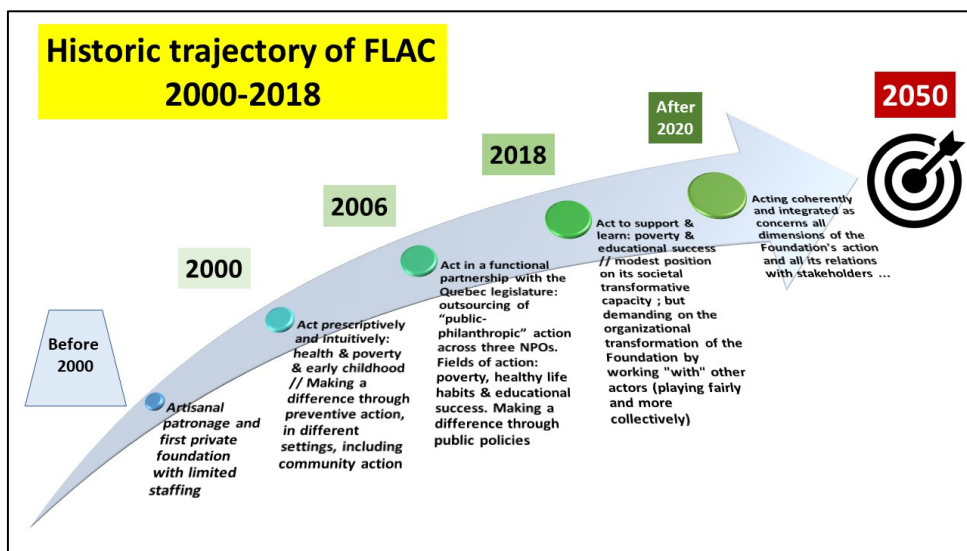 Historic trajectory of FLAC
2000-2018
Before
2000
Artisanal
patronage and
first private
foundation
with limited
staffing
2000
Act prescriptively
and intuitively:
health & poverty
& early childhood
// Making a
difference through
preventive action,
in different
settings, including
community action
2006
Act in a functional
partnership with the
Quebec legislature:
outsourcing of
“public-
philanthropic” action
across three NPOs.
Fields of action:
poverty, healthy life
habits & educational
success. Making a
difference through
public policies
2018
Act to support &
learn: poverty &
educational success
// modest position
on its societal
transformative
capacity ; but
demanding on the
organizational
transformation of the
Foundation by
working "with" other
actors (playing fairly
and more
collectively)
After
2020
Acting coherently
and integrated as
concerns all
dimensions of the
Foundation's action
and all its relations
with stakeholders ...
2050